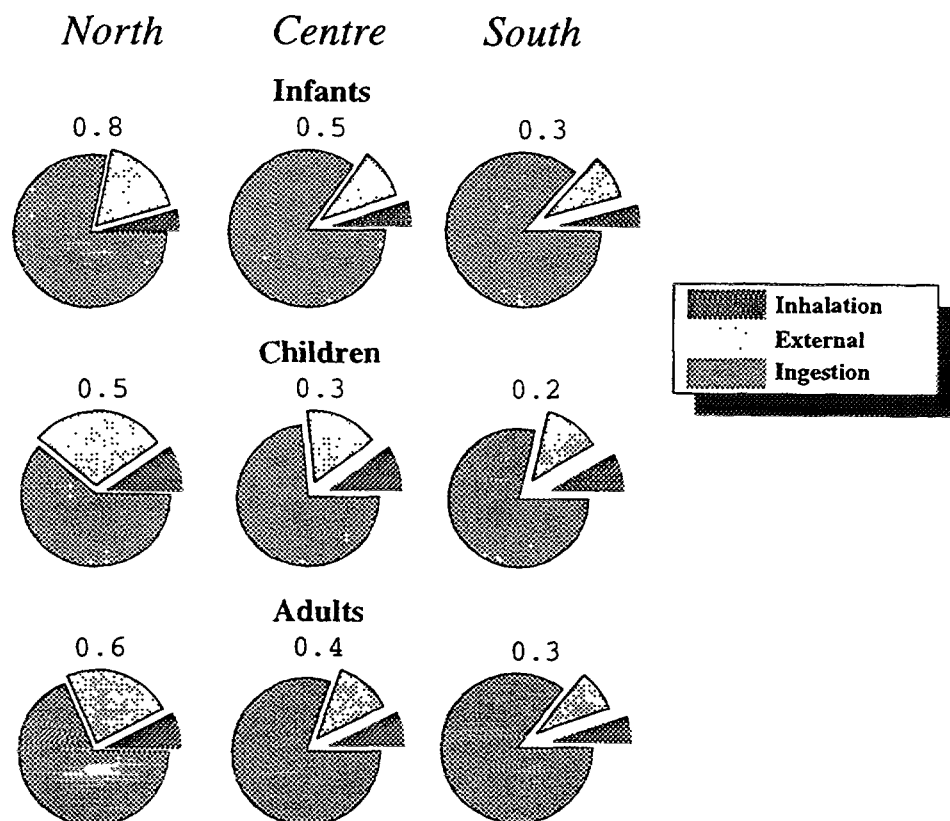 North Centre South
Infants
0.8 0.5 0.3
Inhalation
External
Ingestion
Children
0.5 0.3 0.2
Adults
0.6 0.4 0.3